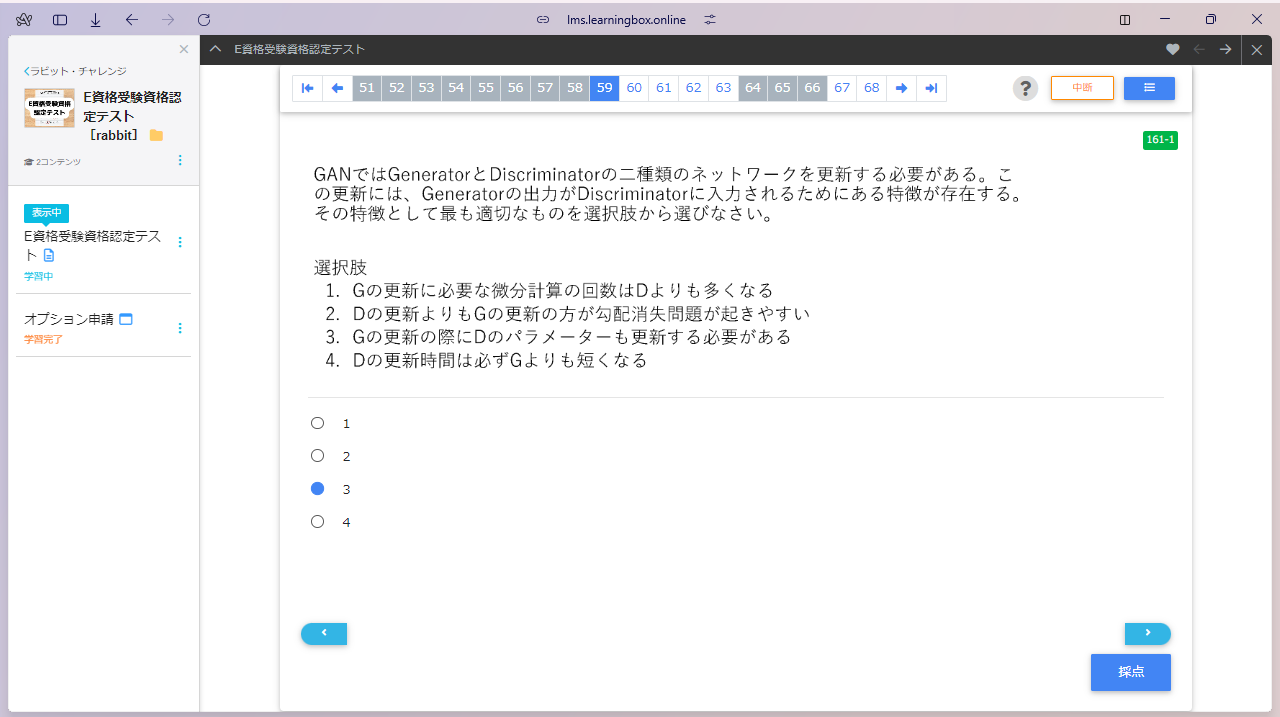 lms.learningbox.online
ラビット・チャレンジ
E資格受験資格認定テスト
E資格受験資格認
定テスト
[rabbit]
2コンテンツ
表示中
E資格受験資格認定テス
ト
学習中
オプション申請
学習完了
E資格受験資格認定テスト
51 52 53 54 55 56 57 58 59 60 61 62 63 64 65 66 67 68
?
中断
161-1
GANではGeneratorとDiscriminatorの二種類のネットワークを更新する必要がある。こ
の更新には、Generatorの出力がDiscriminatorに入力されるためにある特徴が存在する。
その特徴として最も適切なものを選択肢から選びなさい。
選択肢
1. Gの更新に必要な微分計算の回数はDよりも多くなる
2. Dの更新よりもGの更新の方が勾配消失問題が起きやすい
3. Gの更新の際にDのパラメーターも更新する必要がある
4. Dの更新時間は必ずGよりも短くなる
1
2
3
4
採点